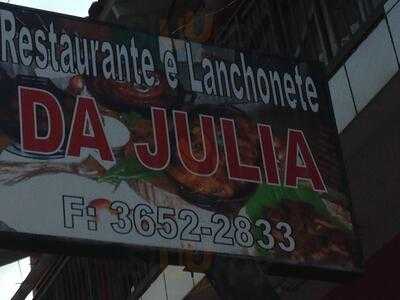 Restaurante e Lanchonete
DA JULIA
F: 3652-2833